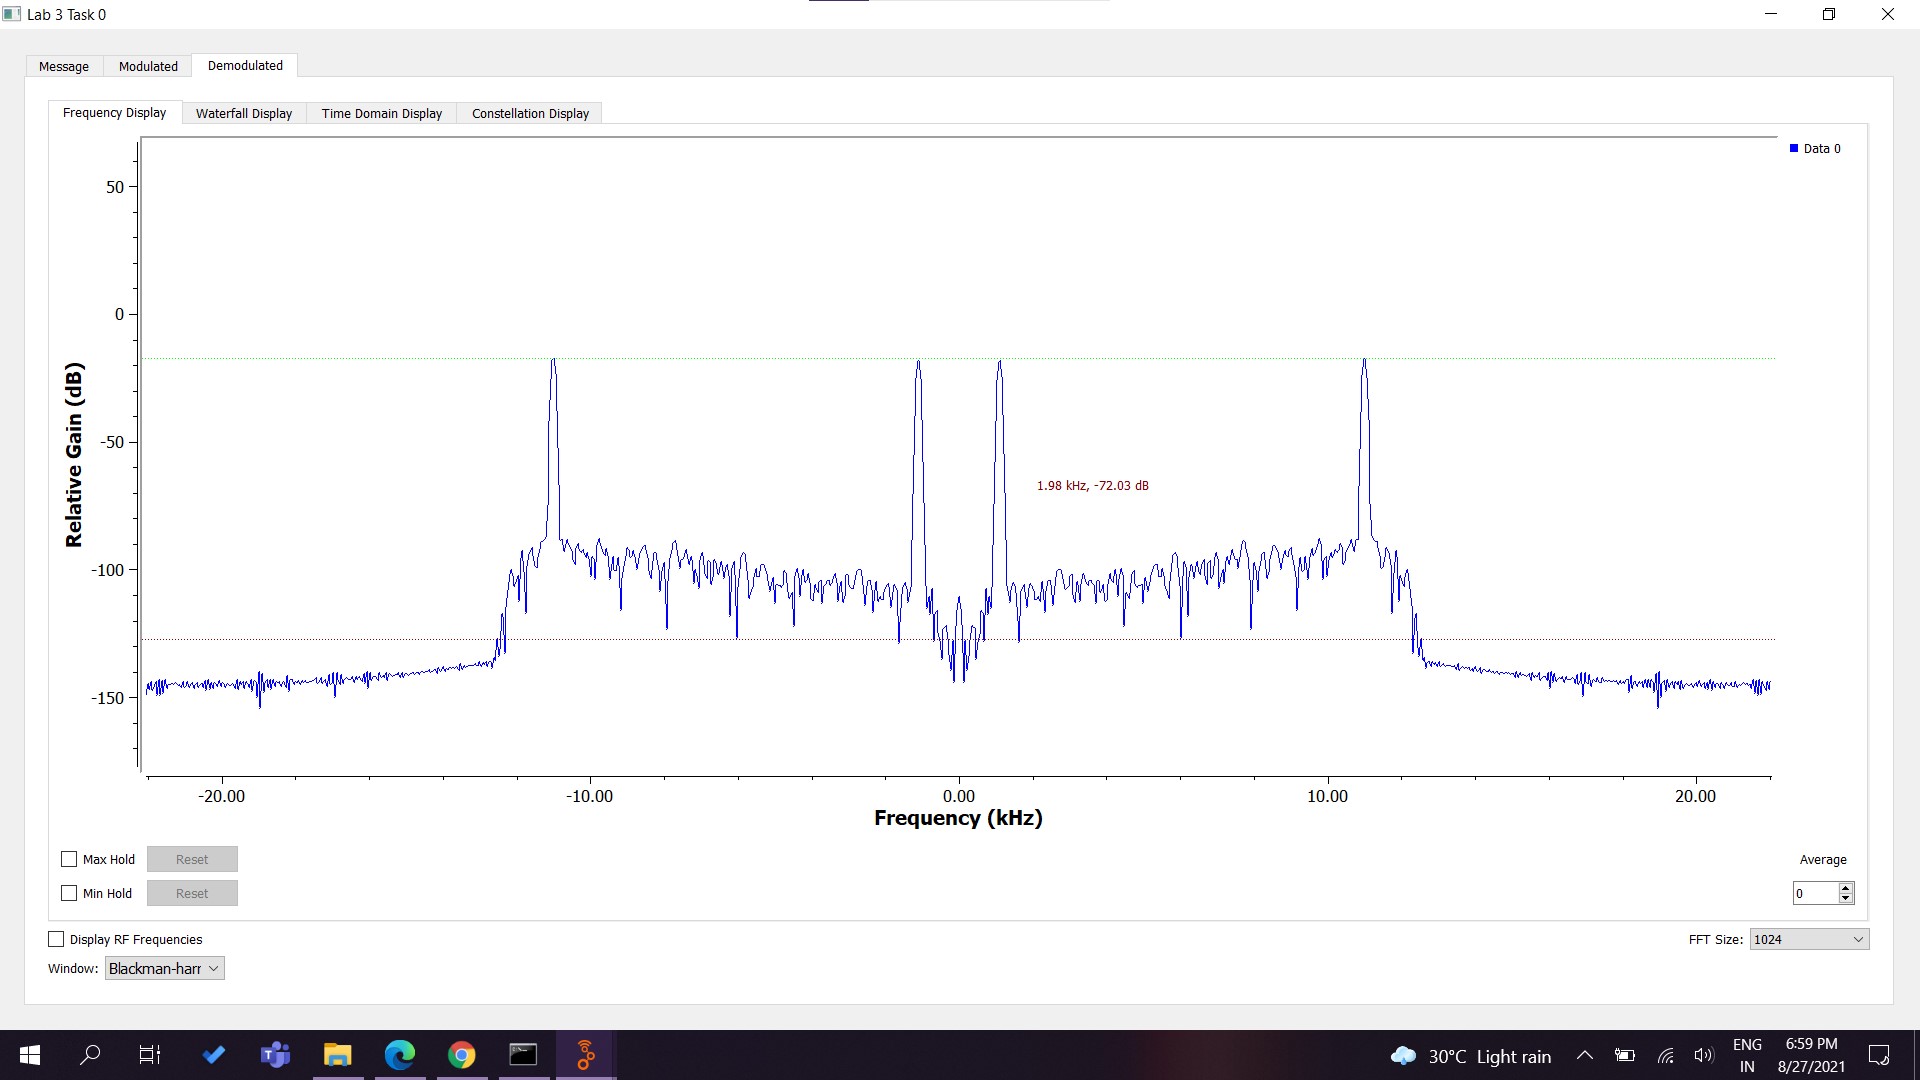 Lab 3 Task 0
Message Modulated Demodulated
Frequency Display Waterfall Display Time Domain Display Constellation Display
Data 0
50
0
-50
-100
-150
Relative Gain (dB)
1.98 kHz, -72.03 dB
-20.00 -10.00 0.00 10.00 20.00
Frequency (kHz)
Max Hold Reset
Average
Min Hold Reset
0
Display RF Frequencies
FFT Size: 1024
Window: Blackman-harr
30°C Light rain
ENG
IN
6:59 PM
8/27/2021